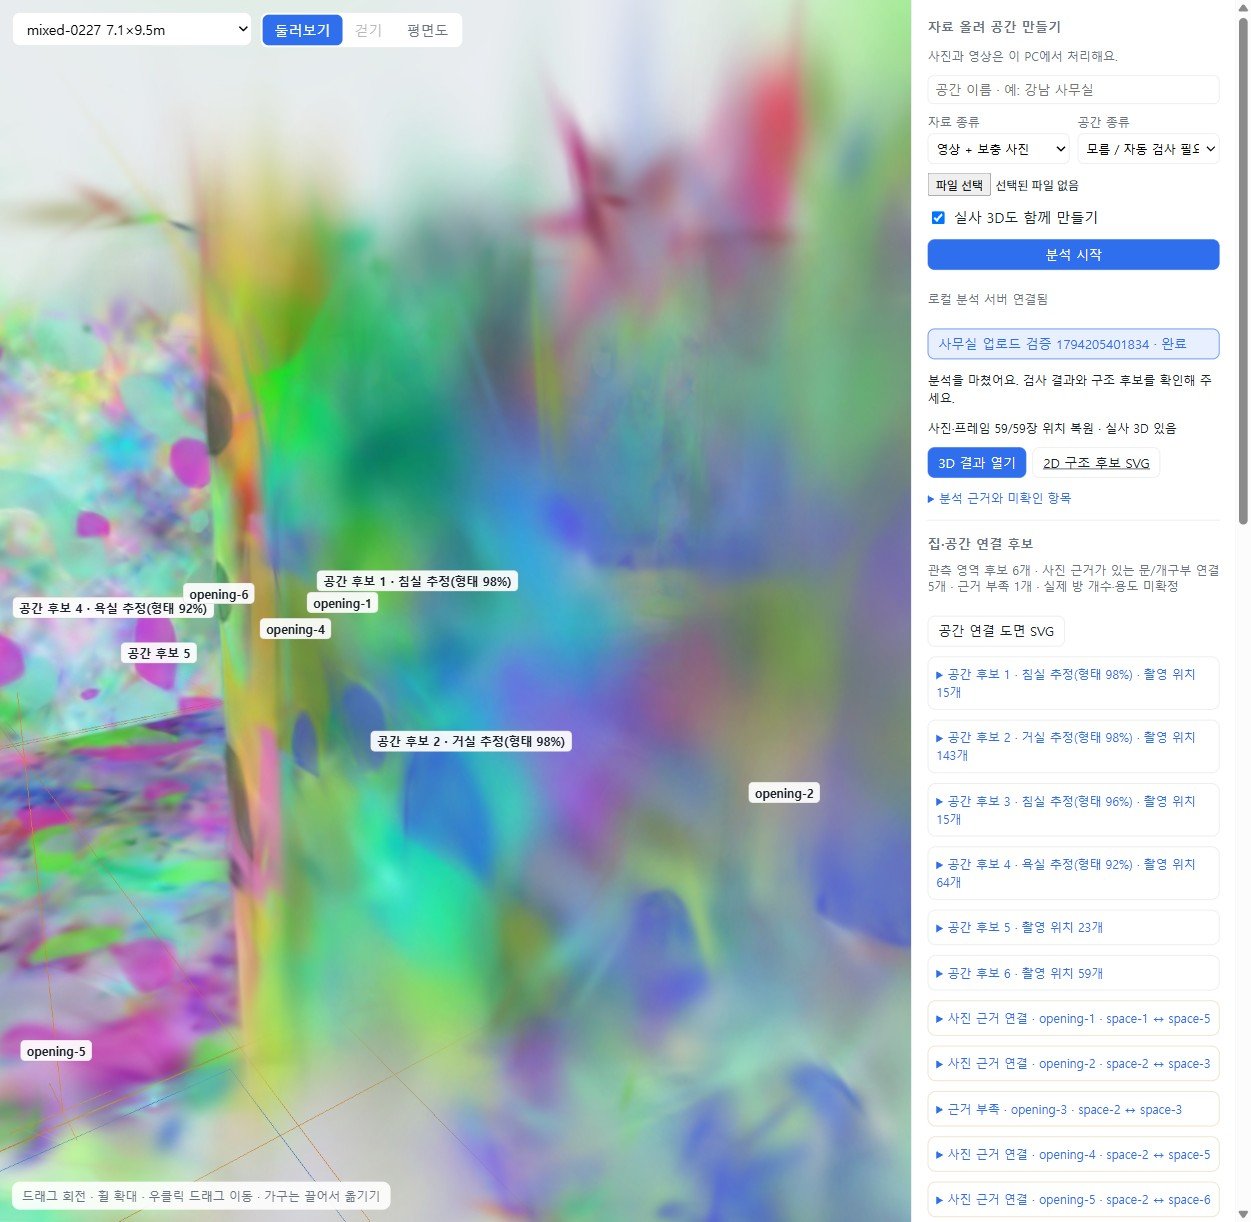 mixed-0227 7.1×9.5m
둘러보기
걷기
평면도
공간 후보 1 · 침실 추정(형태 98%)
opening-6
opening-1
공간 후보 4 · 욕실 추정(형태 92%)
opening-4
공간 후보 5
공간 후보 2 · 거실 추정(형태 98%)
opening-2
opening-5
드래그 회전 · 휠 확대 · 우클릭 드래그 이동 · 가구는 끌어서 옮기기
자료 올려 공간 만들기
사진과 영상은 이 PC에서 처리해요.
공간 이름 · 예: 강남 사무실
자료 종류
공간 종류
영상 + 보충 사진
모름 / 자동 검사 필요
파일 선택 선택된 파일 없음
실사 3D도 함께 만들기
분석 시작
로컬 분석 서버 연결됨
사무실 업로드 검증 1794205401834 · 완료
분석을 마쳤어요. 검사 결과와 구조 후보를 확인해 주
세요.
사진·프레임 59/59장 위치 복원 · 실사 3D 있음
3D 결과 열기
2D 구조 후보 SVG
분석 근거와 미확인 항목
집·공간 연결 후보
관측 영역 후보 6개 · 사진 근거가 있는 문/개구부 연결
5개 · 근거 부족 1개 · 실제 방 개수·용도 미확정
공간 연결 도면 SVG
공간 후보 1 · 침실 추정(형태 98%) · 촬영 위치
15개
공간 후보 2 · 거실 추정(형태 98%) · 촬영 위치
143개
공간 후보 3 · 침실 추정(형태 96%) · 촬영 위치
15개
공간 후보 4 · 욕실 추정(형태 92%) · 촬영 위치
64개
공간 후보 5 · 촬영 위치 23개
공간 후보 6 · 촬영 위치 59개
사진 근거 연결 · opening-1 · space-1 ↔ space-5
사진 근거 연결 · opening-2 · space-2 ↔ space-3
근거 부족 · opening-3 · space-2 ↔ space-3
사진 근거 연결 · opening-4 · space-2 ↔ space-5
사진 근거 연결 · opening-5 · space-2 ↔ space-6